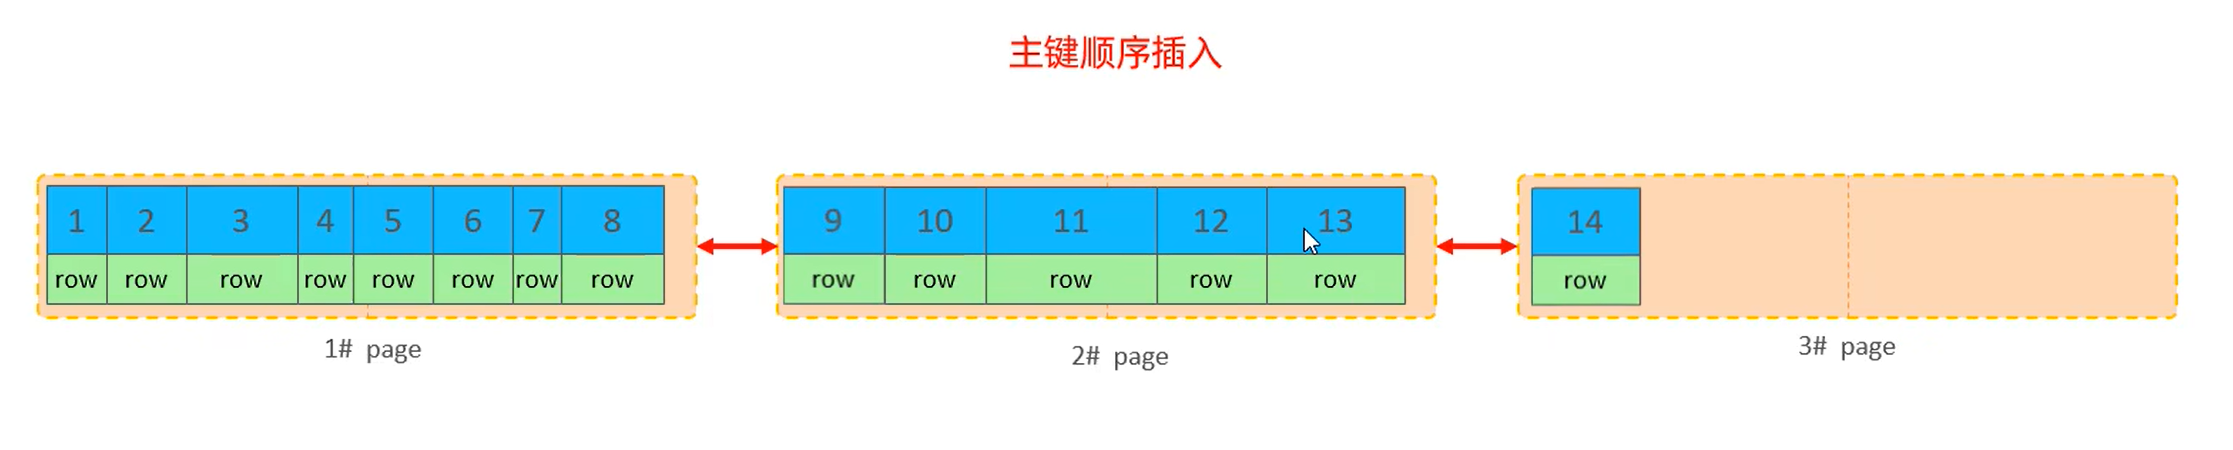 主键顺序插入
1 2 3 4 5 6 7 8
row row row row row row row row
1# page
9 10 11 12 13
row row row row row
2# page
14
row
3# page